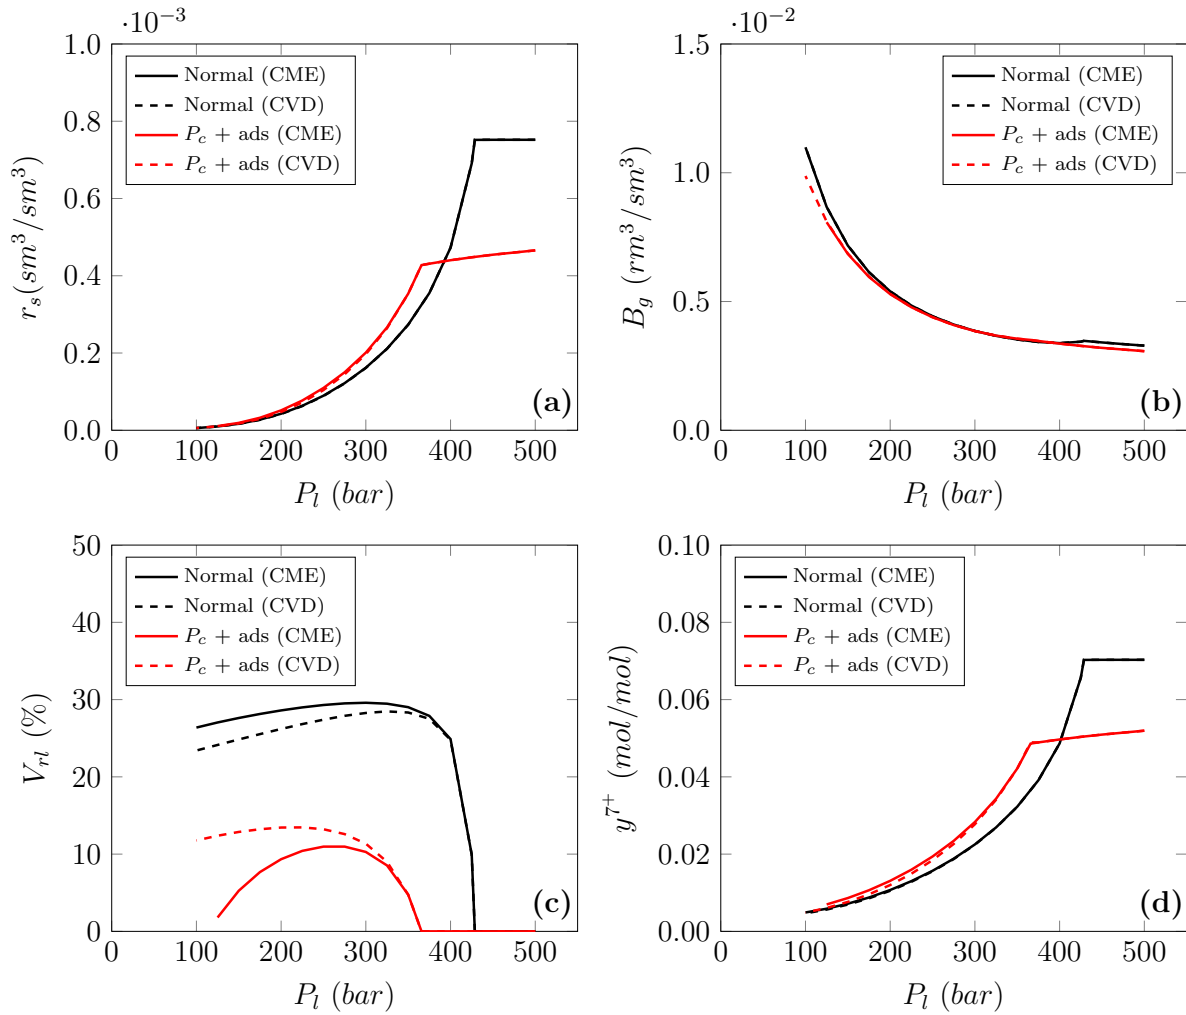 ·10⁻³
1.0
0.8
0.6
0.4
0.2
0.0
r_s(sm³/sm³)
Normal (CME)
Normal (CVD)
P_c + ads (CME)
P_c + ads (CVD)
(a)
0 100 200 300 400 500
P_l (bar)
·10⁻²
1.5
1.0
0.5
0.0
B_g (rm³/sm³)
Normal (CME)
Normal (CVD)
P_c + ads (CME)
P_c + ads (CVD)
(b)
0 100 200 300 400 500
P_l (bar)
50
40
30
20
10
0
V_rl (%)
Normal (CME)
Normal (CVD)
P_c + ads (CME)
P_c + ads (CVD)
(c)
0 100 200 300 400 500
P_l (bar)
0.10
0.08
0.06
0.04
0.02
0.00
y⁷⁺ (mol/mol)
Normal (CME)
Normal (CVD)
P_c + ads (CME)
P_c + ads (CVD)
(d)
0 100 200 300 400 500
P_l (bar)